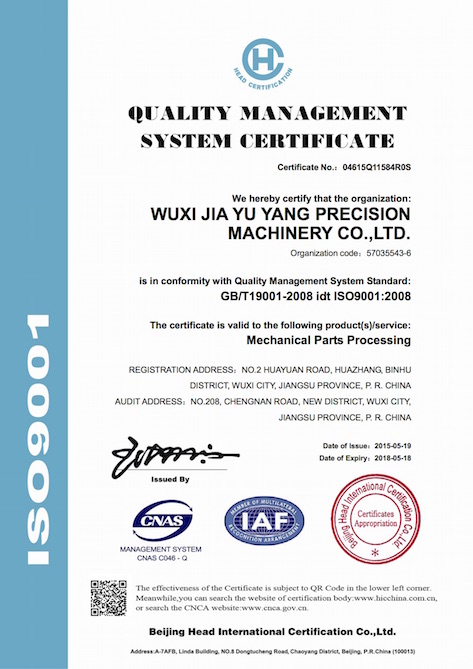 HEAD CERTIFICATION
QUALITY MANAGEMENT
SYSTEM CERTIFICATE
Certificate No.: 04615Q11584R0S
We hereby certify that the organization:
WUXI JIA YU YANG PRECISION
MACHINERY CO.,LTD.
Organization code: 57035543-6
is in conformity with Quality Management System Standard:
GB/T19001-2008 idt ISO9001:2008
The certificate is valid to the following product(s)/service:
Mechanical Parts Processing
REGISTRATION ADDRESS: NO.2 HUAYUAN ROAD, HUAZHANG, BINHU
DISTRICT, WUXI CITY, JIANGSU PROVINCE, P. R. CHINA
AUDIT ADDRESS: NO.208, CHENGNAN ROAD, NEW DISTRICT, WUXI CITY,
JIANGSU PROVINCE, P. R. CHINA
Date of Issue: 2015-05-19
Date of Expiry: 2018-05-18
Issued By
ISO9001
CNAS
MANAGEMENT SYSTEM
CNAS C046 - Q
MEMBER OF MULTILATERAL
IAF
RECOGNITION ARRANGEMENT
Beijing Head International Certification Co.,Ltd
Certificates
Appropriation
The effectiveness of the Certificate is subject to QR Code in the lower left corner.
Meanwhile,you can search the website of certification body:www.hicchina.com.cn,
or search the CNCA website:www.cnca.gov.cn.
Beijing Head International Certification Co.,Ltd.
Address:A-7AFB, Linda Building, NO.8 Dongtucheng Road, Chaoyang District, Beijing, P.R.China (100013)